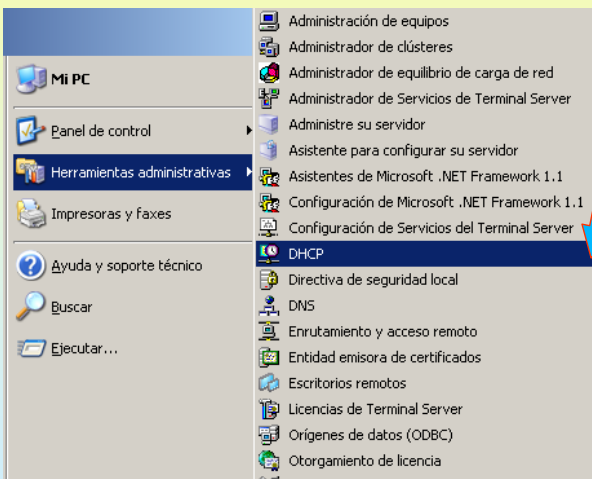 Mi PC
Panel de control
Herramientas administrativas
Impresoras y faxes
Ayuda y soporte técnico
Buscar
Ejecutar...
Administración de equipos
Administrador de clústeres
Administrador de equilibrio de carga de red
Administrador de Servicios de Terminal Server
Administre su servidor
Asistente para configurar su servidor
Asistentes de Microsoft .NET Framework 1.1
Configuración de Microsoft .NET Framework 1.1
Configuración de Servicios del Terminal Server
DHCP
Directiva de seguridad local
DNS
Enrutamiento y acceso remoto
Entidad emisora de certificados
Escritorios remotos
Licencias de Terminal Server
Orígenes de datos (ODBC)
Otorgamiento de licencia